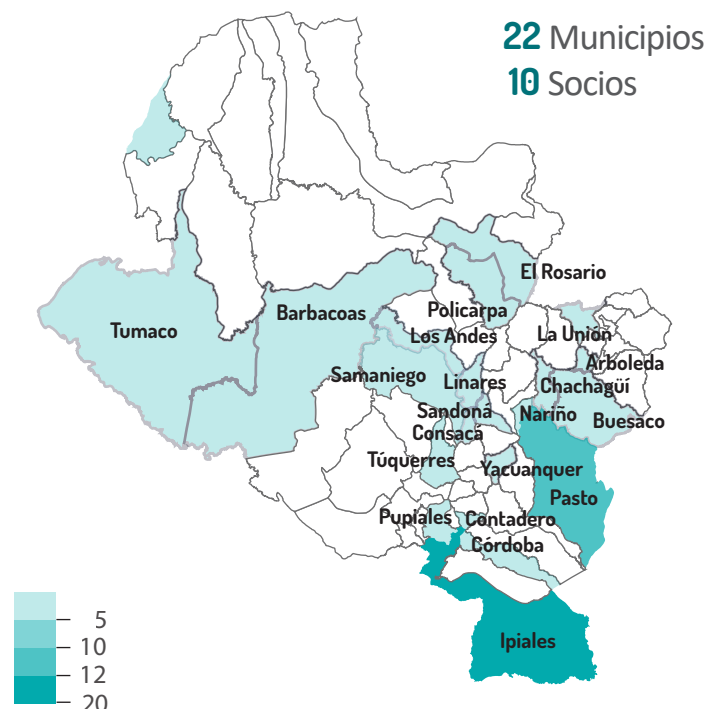 22 Municipios
10 Socios
El Rosario
Policarpa
Barbacoas
Tumaco
Los Andes
La Unión
Arboleda
Samaniego
Linares
Chachagüí
Sandoná
Nariño
Buesaco
Consacá
Túquerres
Yacuanquer
Pasto
Pupiales
Contadero
Córdoba
Ipiales
5
10
12
20